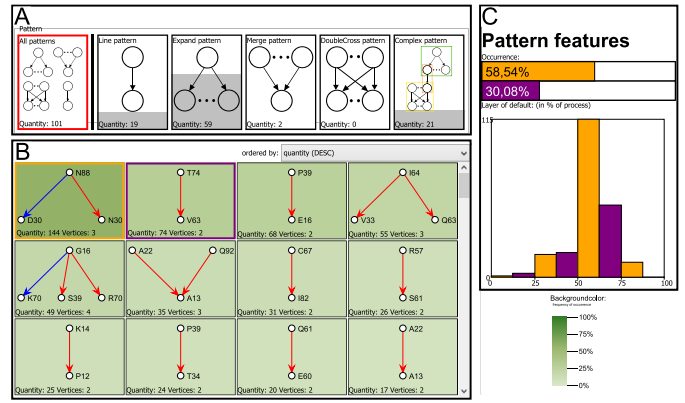 A
Pattern
All patterns
Quantity: 101
Line pattern
Quantity: 19
Expand pattern
Quantity: 59
Merge pattern
Quantity: 2
DoubleCross pattern
Quantity: 0
Complex pattern
Quantity: 21
B
ordered by: quantity (DESC)
N88
D30 N30
Quantity: 144 Vertices: 3
T74
V63
Quantity: 74 Vertices: 2
P39
E16
Quantity: 68 Vertices: 2
I64
V33 Q63
Quantity: 55 Vertices: 3
G16
K70 S39 R70
Quantity: 49 Vertices: 4
A22 Q92
A13
Quantity: 35 Vertices: 3
C67
I82
Quantity: 31 Vertices: 2
R57
S61
Quantity: 26 Vertices: 2
K14
P12
Quantity: 25 Vertices: 2
P39
T34
Quantity: 24 Vertices: 2
Q61
E60
Quantity: 20 Vertices: 2
A22
A13
Quantity: 17 Vertices: 2
C
Pattern features
Occurrence:
58,54%
30,08%
Layer of default: (in % of process)
115
0
0 25 50 75 100
Backgroundcolor:
frequency of occurrence
100%
75%
50%
25%
0%